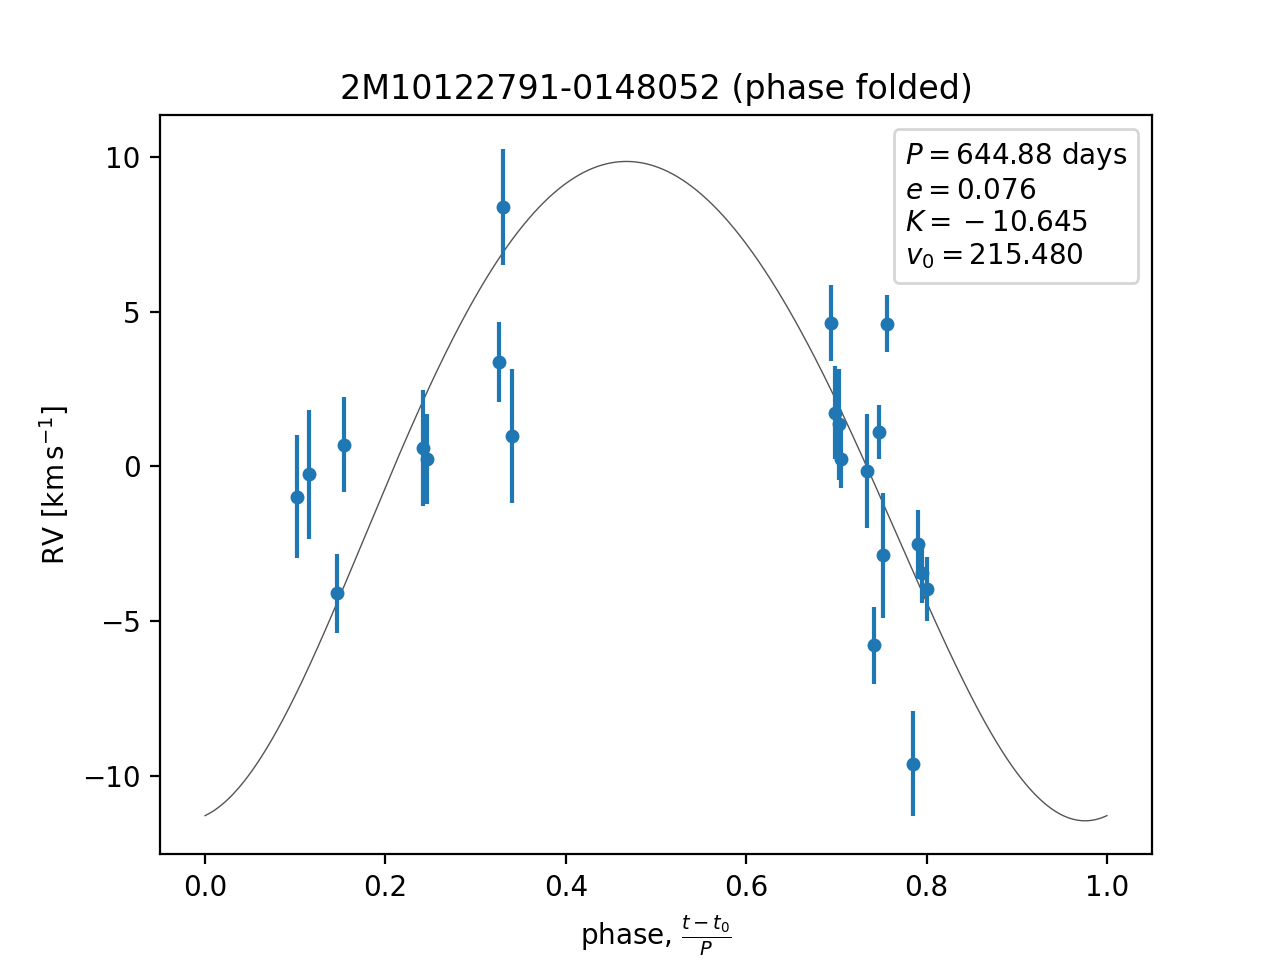 2M10122791-0148052 (phase folded)
P = 644.88 days
e = 0.076
K = −10.645
v₀ = 215.480
10
5
0
−5
−10
RV [km s⁻¹]
0.0 0.2 0.4 0.6 0.8 1.0
phase, (t − t₀)/P